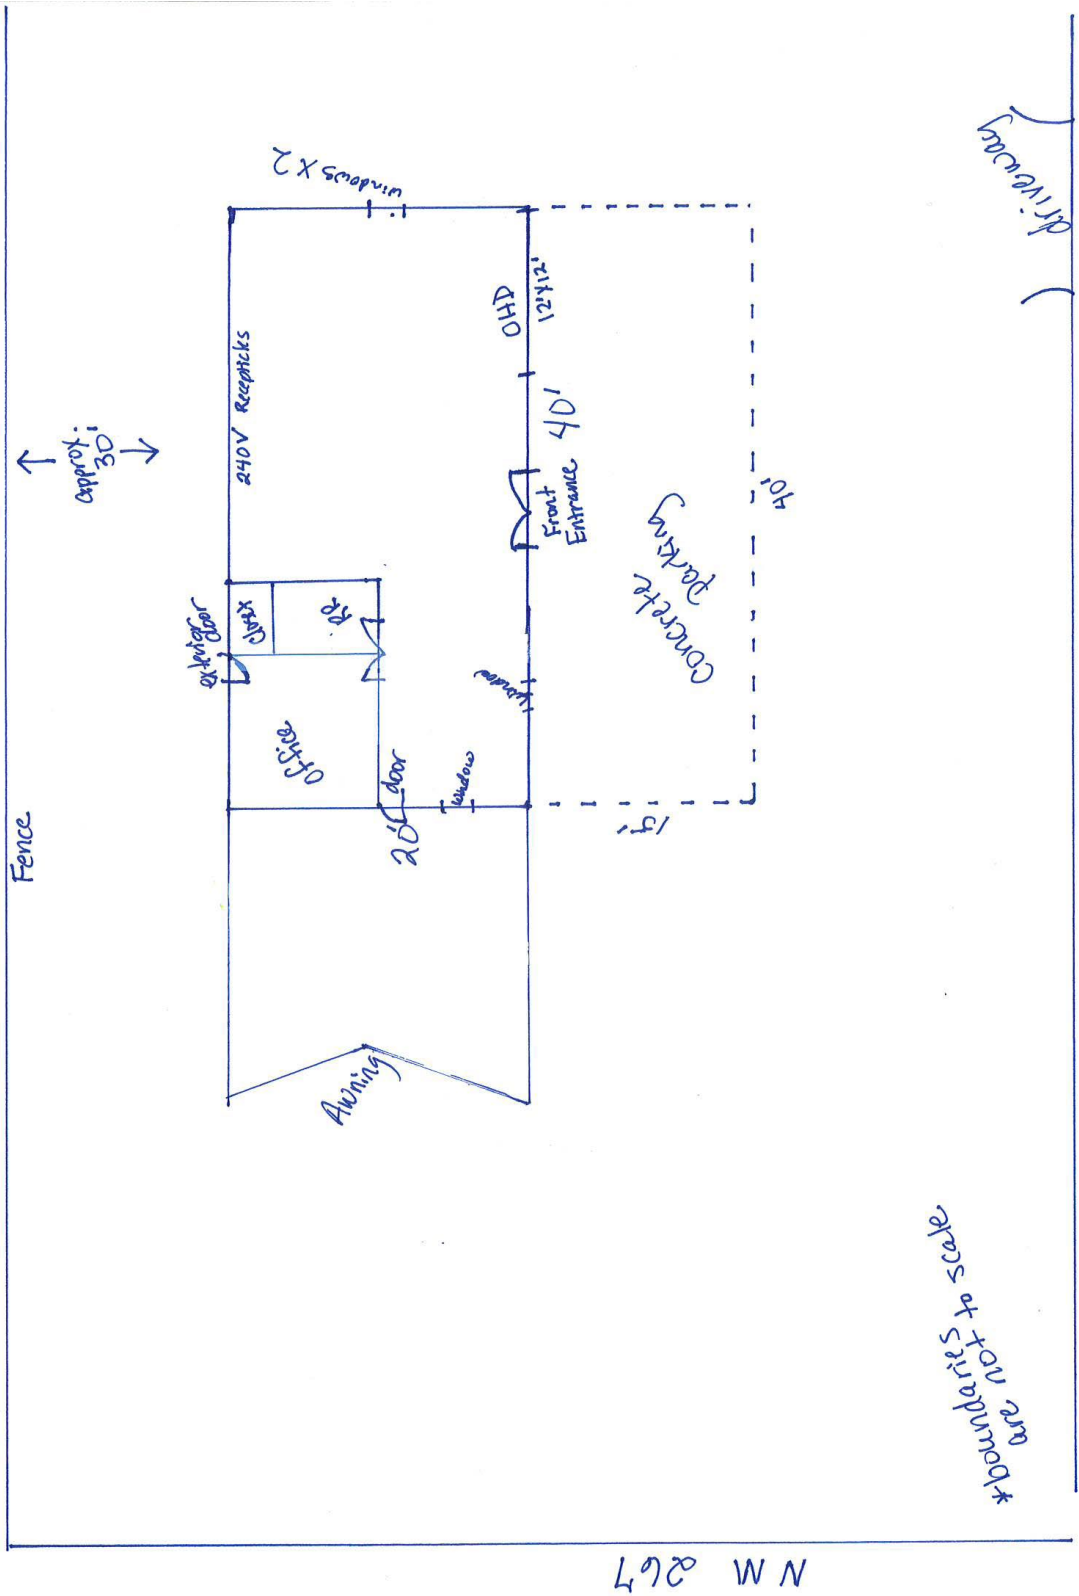 Fence
approx:
30'
windows x 2
240V Recepticks
exterior
door
Closet
RR
office
door
20'
window
window
OHD
12'x12'
40'
Front
Entrance
Concrete
parking
40'
15'
Awning
driveway
*boundaries
are not to scale
NM 267